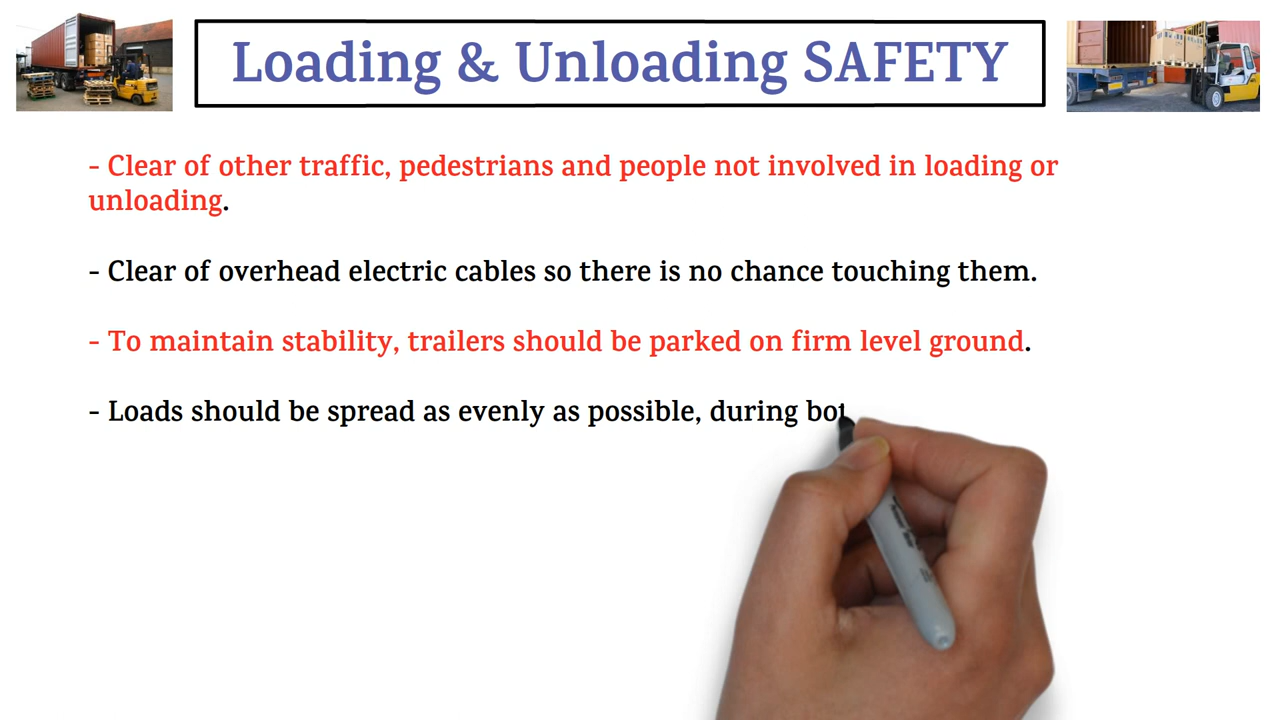 Loading & Unloading SAFETY
- Clear of other traffic, pedestrians and people not involved in loading or
unloading.
- Clear of overhead electric cables so there is no chance touching them.
- To maintain stability, trailers should be parked on firm level ground.
- Loads should be spread as evenly as possible, during bot